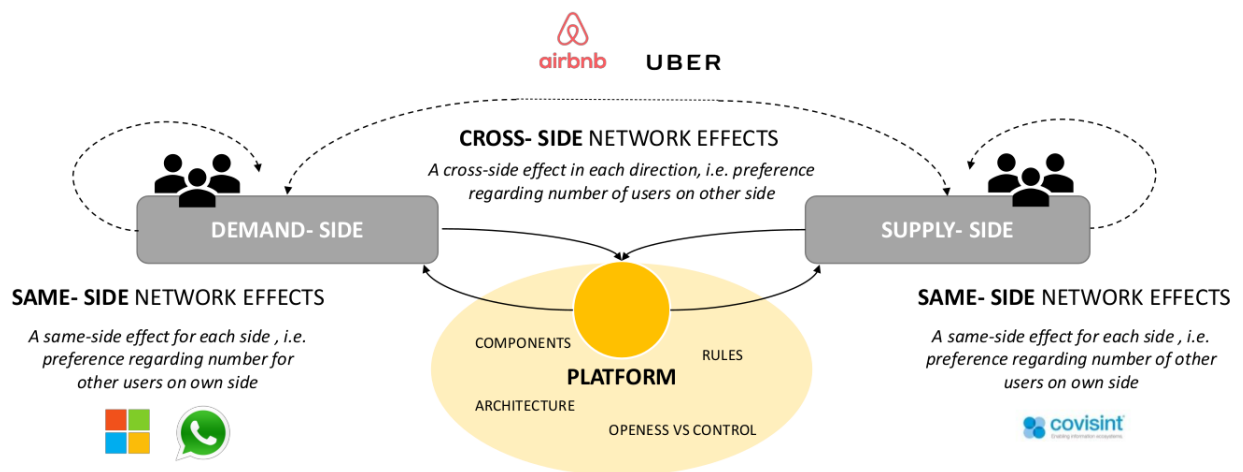 airbnb
UBER
CROSS- SIDE NETWORK EFFECTS
A cross-side effect in each direction, i.e. preference
regarding number of users on other side
DEMAND- SIDE
SUPPLY- SIDE
SAME- SIDE NETWORK EFFECTS
A same-side effect for each side , i.e.
preference regarding number for
other users on own side
COMPONENTS
RULES
PLATFORM
ARCHITECTURE
OPENESS VS CONTROL
SAME- SIDE NETWORK EFFECTS
A same-side effect for each side , i.e.
preference regarding number of other
users on own side
covisint
Enabling information ecosystems